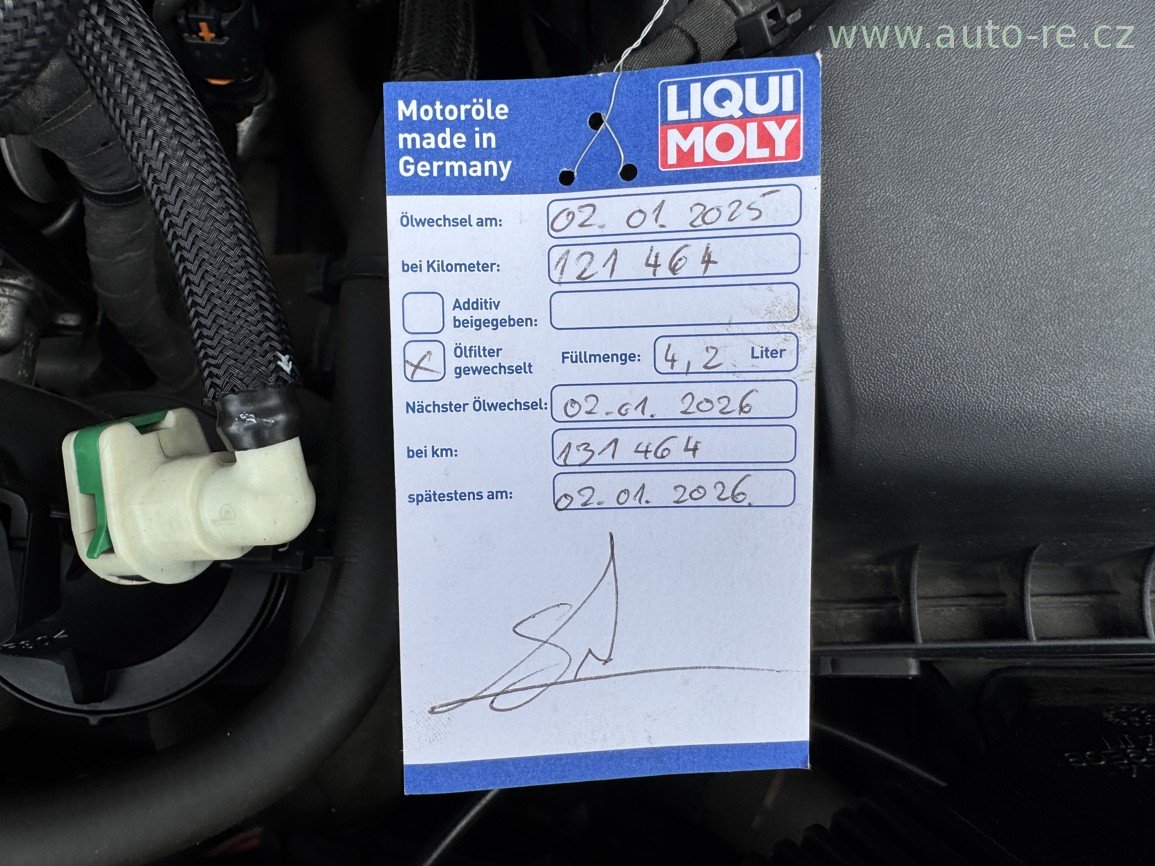 www.auto-re.cz
Motoröle
made in
Germany
LIQUI
MOLY
Ölwechsel am: 02. 01. 2025
bei Kilometer: 121 464
Additiv
beigegeben:
Ölfilter
gewechselt
Füllmenge: 4,2 Liter
Nächster Ölwechsel: 02.01. 2026
bei km: 131 464
spätestens am: 02.01. 2026.